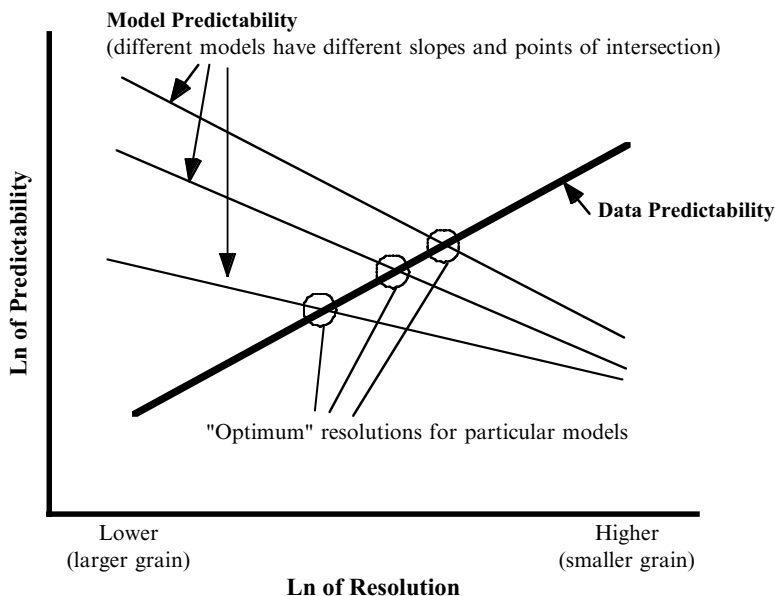 Model Predictability
(different models have different slopes and points of intersection)
Ln of Predictability
Data Predictability
"Optimum" resolutions for particular models
Lower
(larger grain)
Higher
(smaller grain)
Ln of Resolution